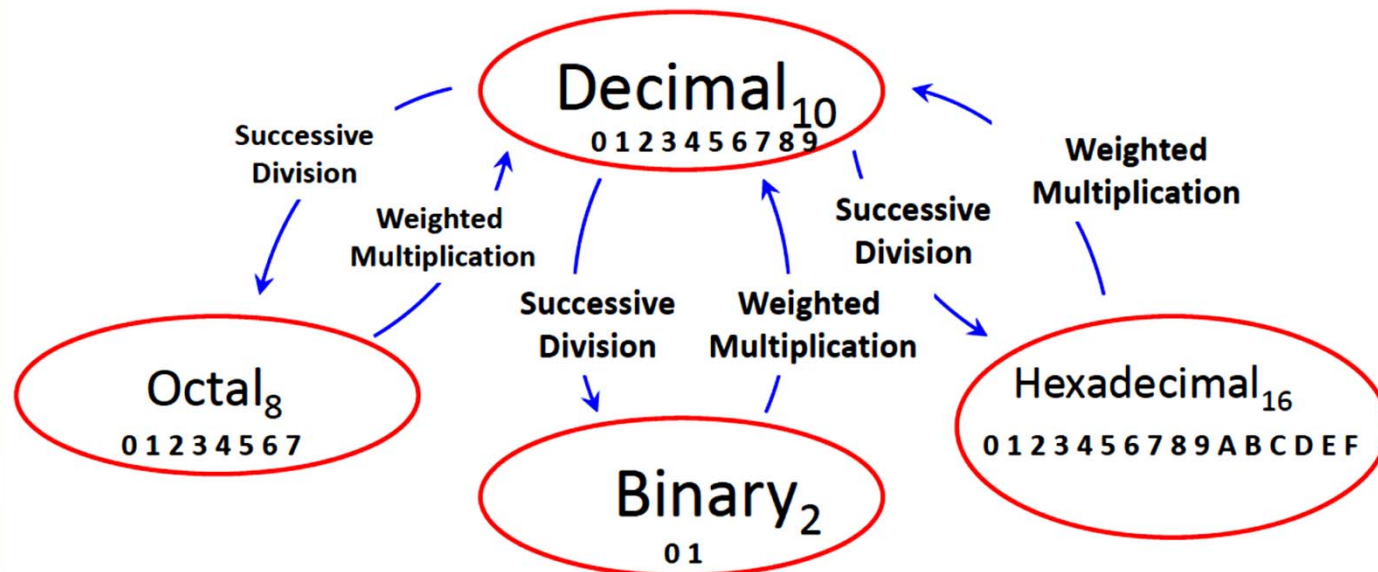 Decimal10
0 1 2 3 4 5 6 7 8 9
Successive
Division
Weighted
Multiplication
Successive
Division
Weighted
Multiplication
Successive
Division
Weighted
Multiplication
Octal8
0 1 2 3 4 5 6 7
Hexadecimal16
0 1 2 3 4 5 6 7 8 9 A B C D E F
Binary2
0 1